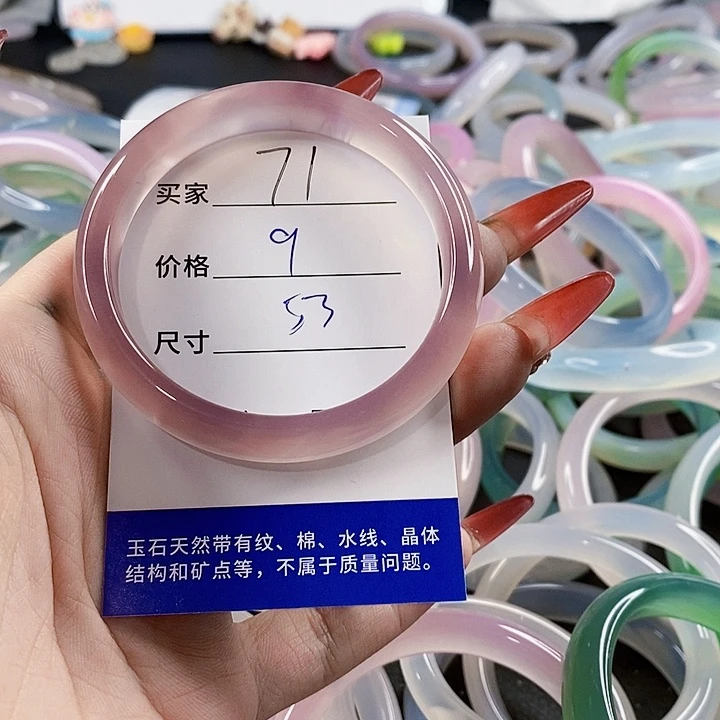 买家 71
价格 9
尺寸 53
玉石天然带有纹、棉、水线、晶体
结构和矿点等，不属于质量问题。